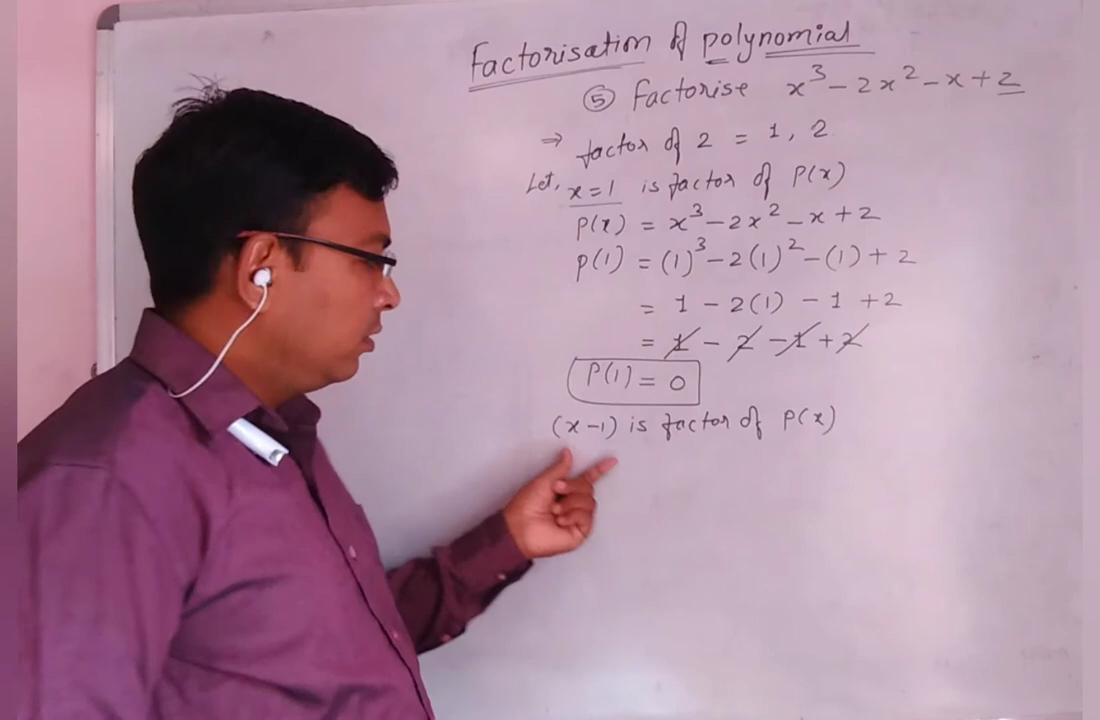 Factorisation of polynomial
⑤ Factorise x³ - 2x² - x + 2
⇒ factor of 2 = 1, 2
Let, x = 1 is factor of P(x)
P(x) = x³ - 2x² - x + 2
P(1) = (1)³ - 2(1)² - (1) + 2
= 1 - 2(1) - 1 + 2
= 1 - 2 - 1 + 2
P(1) = 0
(x - 1) is factor of P(x)